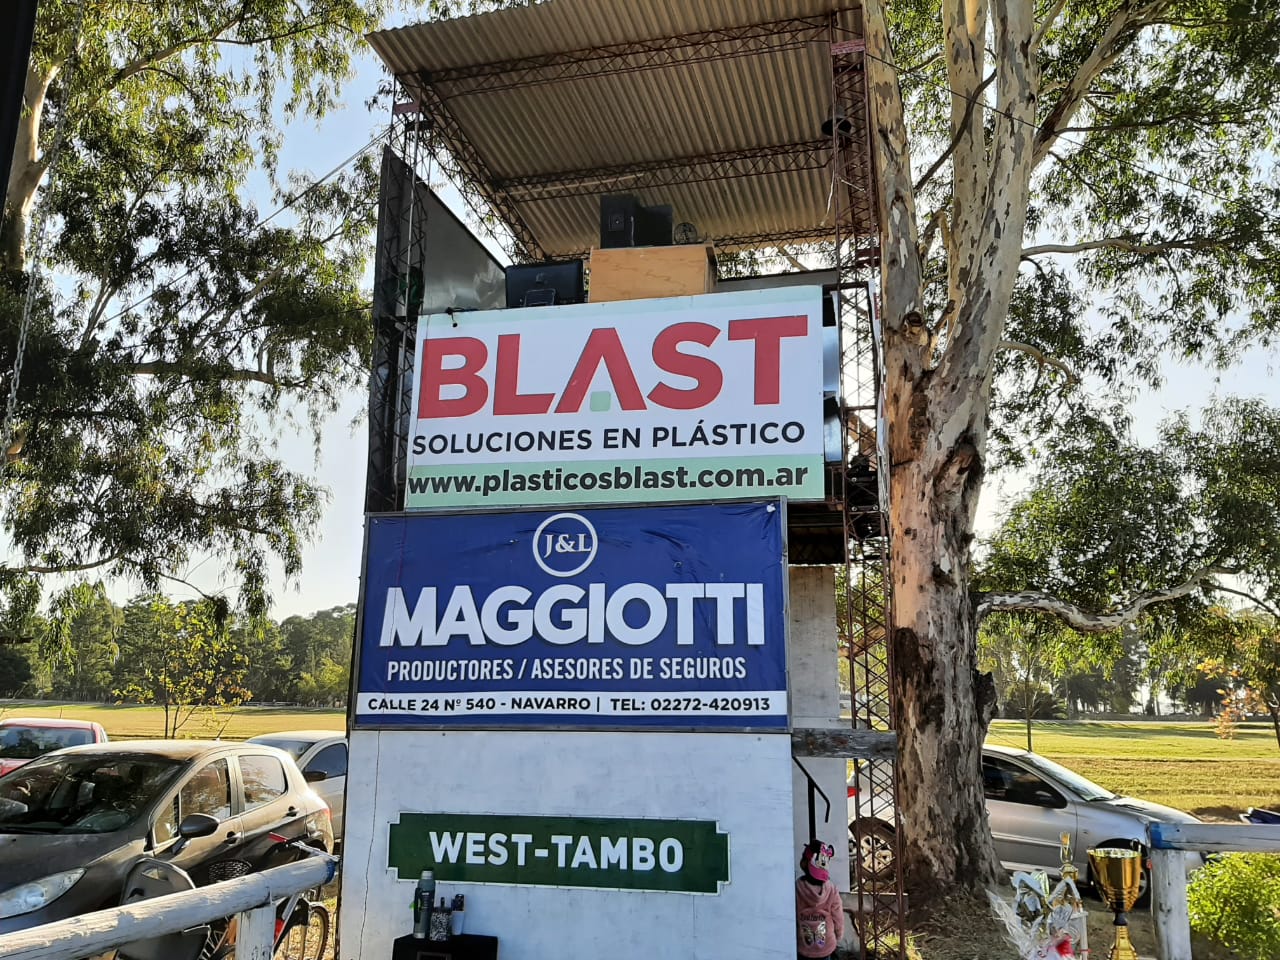 BLAST
SOLUCIONES EN PLÁSTICO
www.plasticosblast.com.ar
J&L
MAGGIOTTI
PRODUCTORES / ASESORES DE SEGUROS
CALLE 24 Nº 540 - NAVARRO | TEL: 02272-420913
WEST-TAMBO